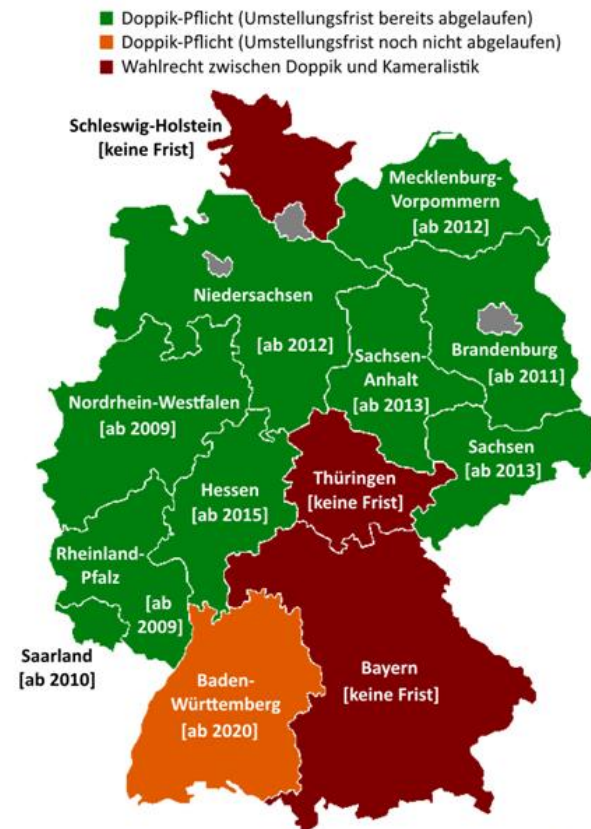 Doppik-Pflicht (Umstellungsfrist bereits abgelaufen)
Doppik-Pflicht (Umstellungsfrist noch nicht abgelaufen)
Wahlrecht zwischen Doppik und Kameralistik
Schleswig-Holstein
[keine Frist]
Mecklenburg-
Vorpommern
[ab 2012]
Niedersachsen
[ab 2012]
Brandenburg
[ab 2011]
Sachsen-
Anhalt
[ab 2013]
Nordrhein-Westfalen
[ab 2009]
Sachsen
[ab 2013]
Thüringen
[keine Frist]
Hessen
[ab 2015]
Rheinland-
Pfalz
[ab
2009]
Saarland
[ab 2010]
Baden-
Württemberg
[ab 2020]
Bayern
[keine Frist]